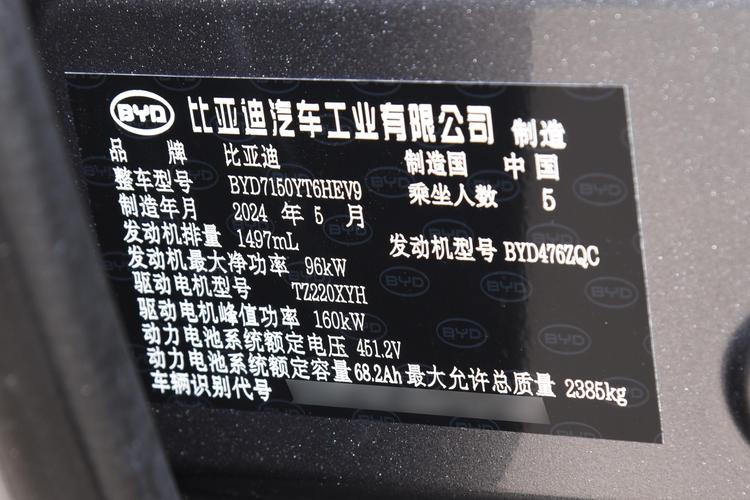 BYD 比亚迪汽车工业有限公司 制造
品牌 比亚迪 制造国 中国
整车型号 BYD7150YT6HEV9 乘坐人数 5
制造年月 2024 年 5 月
发动机排量 1497mL 发动机型号 BYD476ZQC
发动机最大净功率 96kW
驱动电机型号 TZ220XYH
驱动电机峰值功率 160kW
动力电池系统额定电压 451.2V
动力电池系统额定容量 68.2Ah 最大允许总质量 2385kg
车辆识别代号